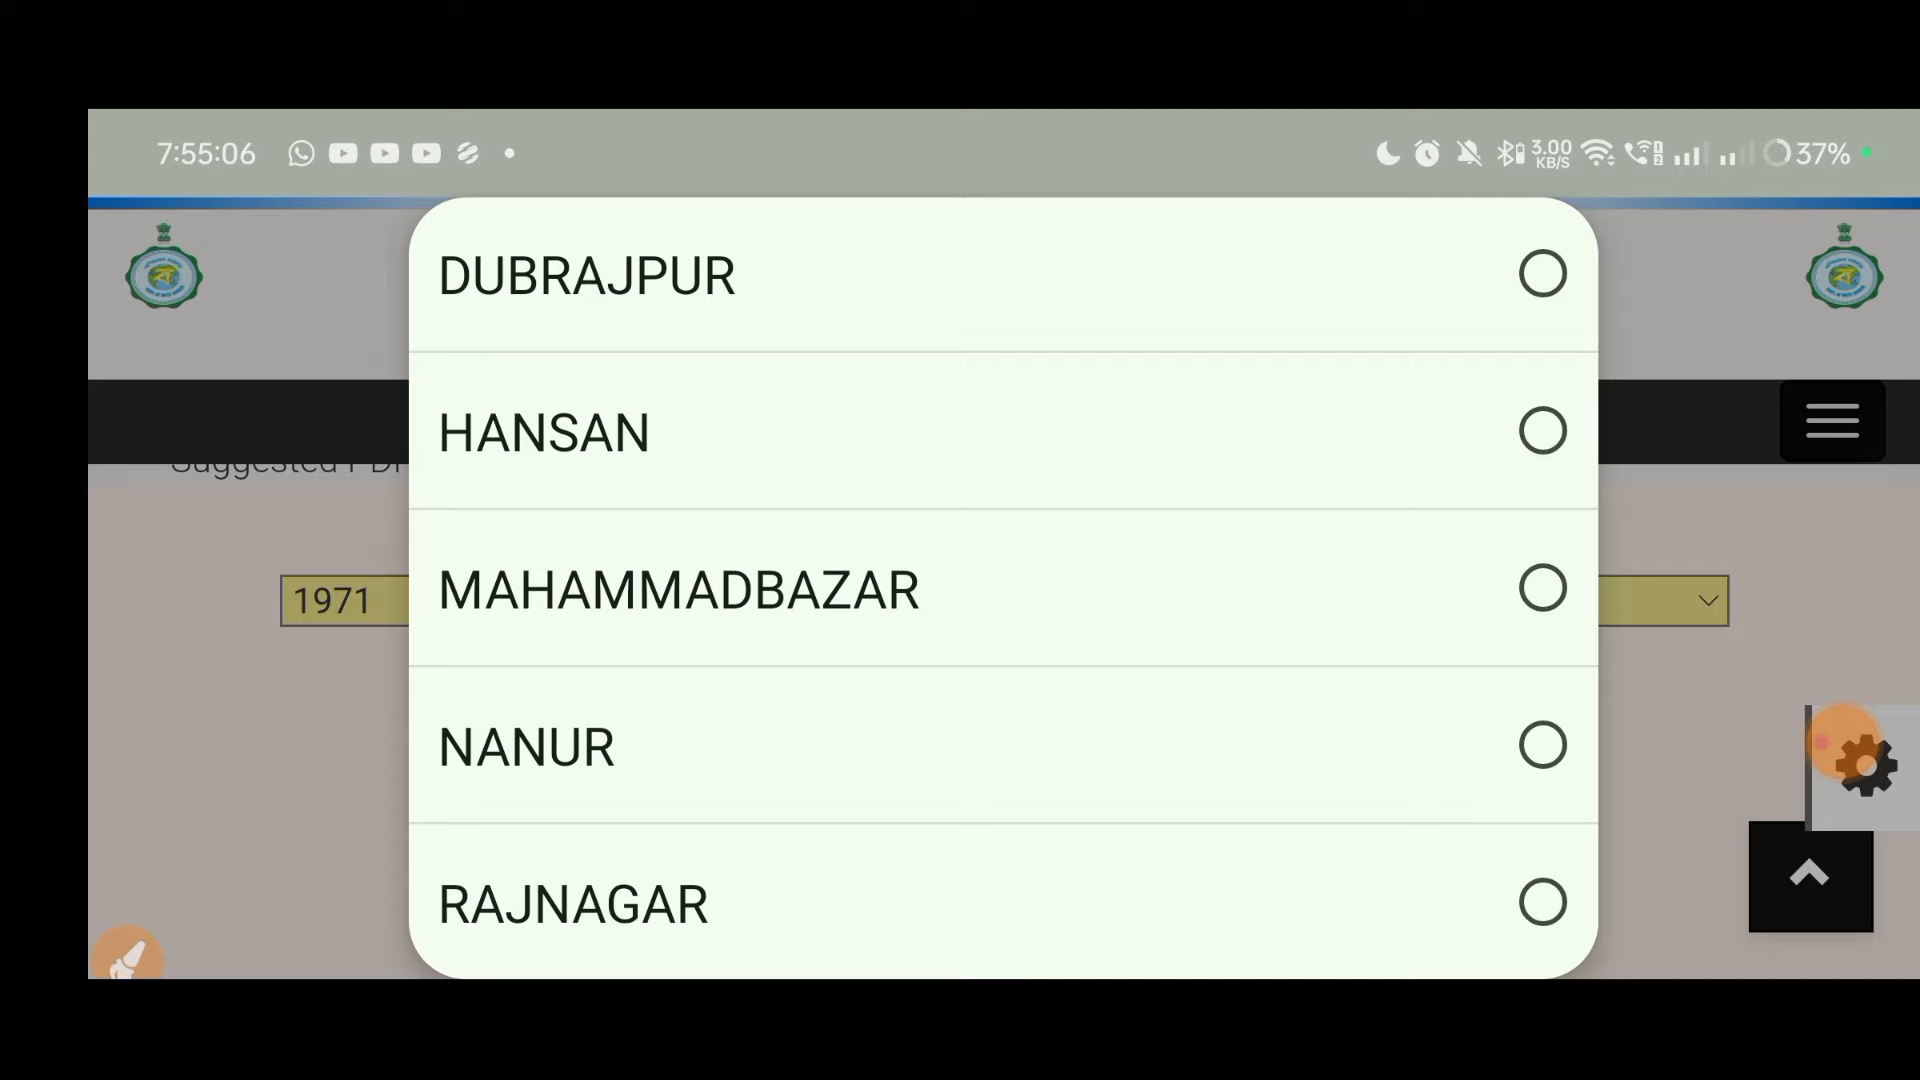 7:55:06
3.00
KB/S
37%
DUBRAJPUR
HANSAN
MAHAMMADBAZAR
1971
NANUR
RAJNAGAR